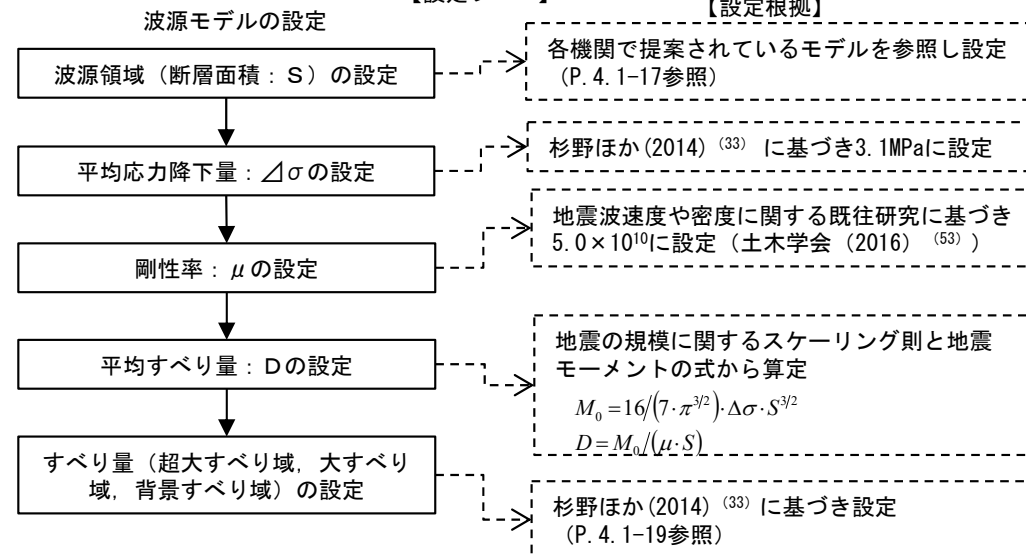 【設定根拠】
波源モデルの設定
波源領域（断層面積：Ｓ）の設定
各機関で提案されているモデルを参照し設定
（P. 4.1-17参照）
平均応力降下量：⊿σの設定
杉野ほか(2014) (33) に基づき3.1MPaに設定
剛性率：μの設定
地震波速度や密度に関する既往研究に基づき
5.0×10¹⁰に設定（土木学会（2016） (53) ）
平均すべり量：Ｄの設定
地震の規模に関するスケーリング則と地震
モーメントの式から算定
M₀ =16/(7·π^{3/2})·Δσ·S^{3/2}
D=M₀/(μ·S)
すべり量（超大すべり域，大すべり
域，背景すべり域）の設定
杉野ほか(2014) (33) に基づき設定
（P. 4.1-19参照）